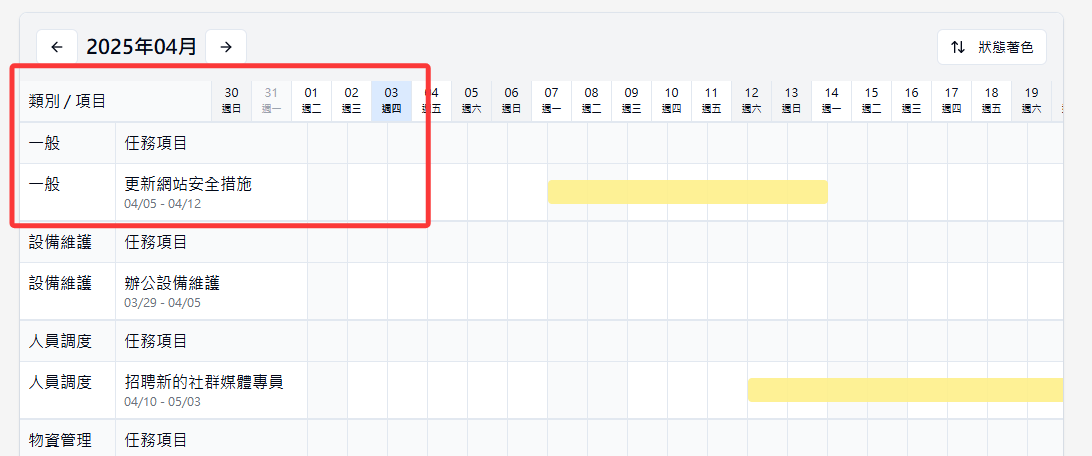 ← 2025年04月 → ↑↓ 狀態著色
類別 / 項目 30 31 01 02 03 04 05 06 07 08 09 10 11 12 13 14 15 16 17 18 19
週日 週一 週二 週三 週四 週五 週六 週日 週一 週二 週三 週四 週五 週六 週日 週一 週二 週三 週四 週五 週六
一般 任務項目
一般 更新網站安全措施
04/05 - 04/12
設備維護 任務項目
設備維護 辦公設備維護
03/29 - 04/05
人員調度 任務項目
人員調度 招聘新的社群媒體專員
04/10 - 05/03
物資管理 任務項目